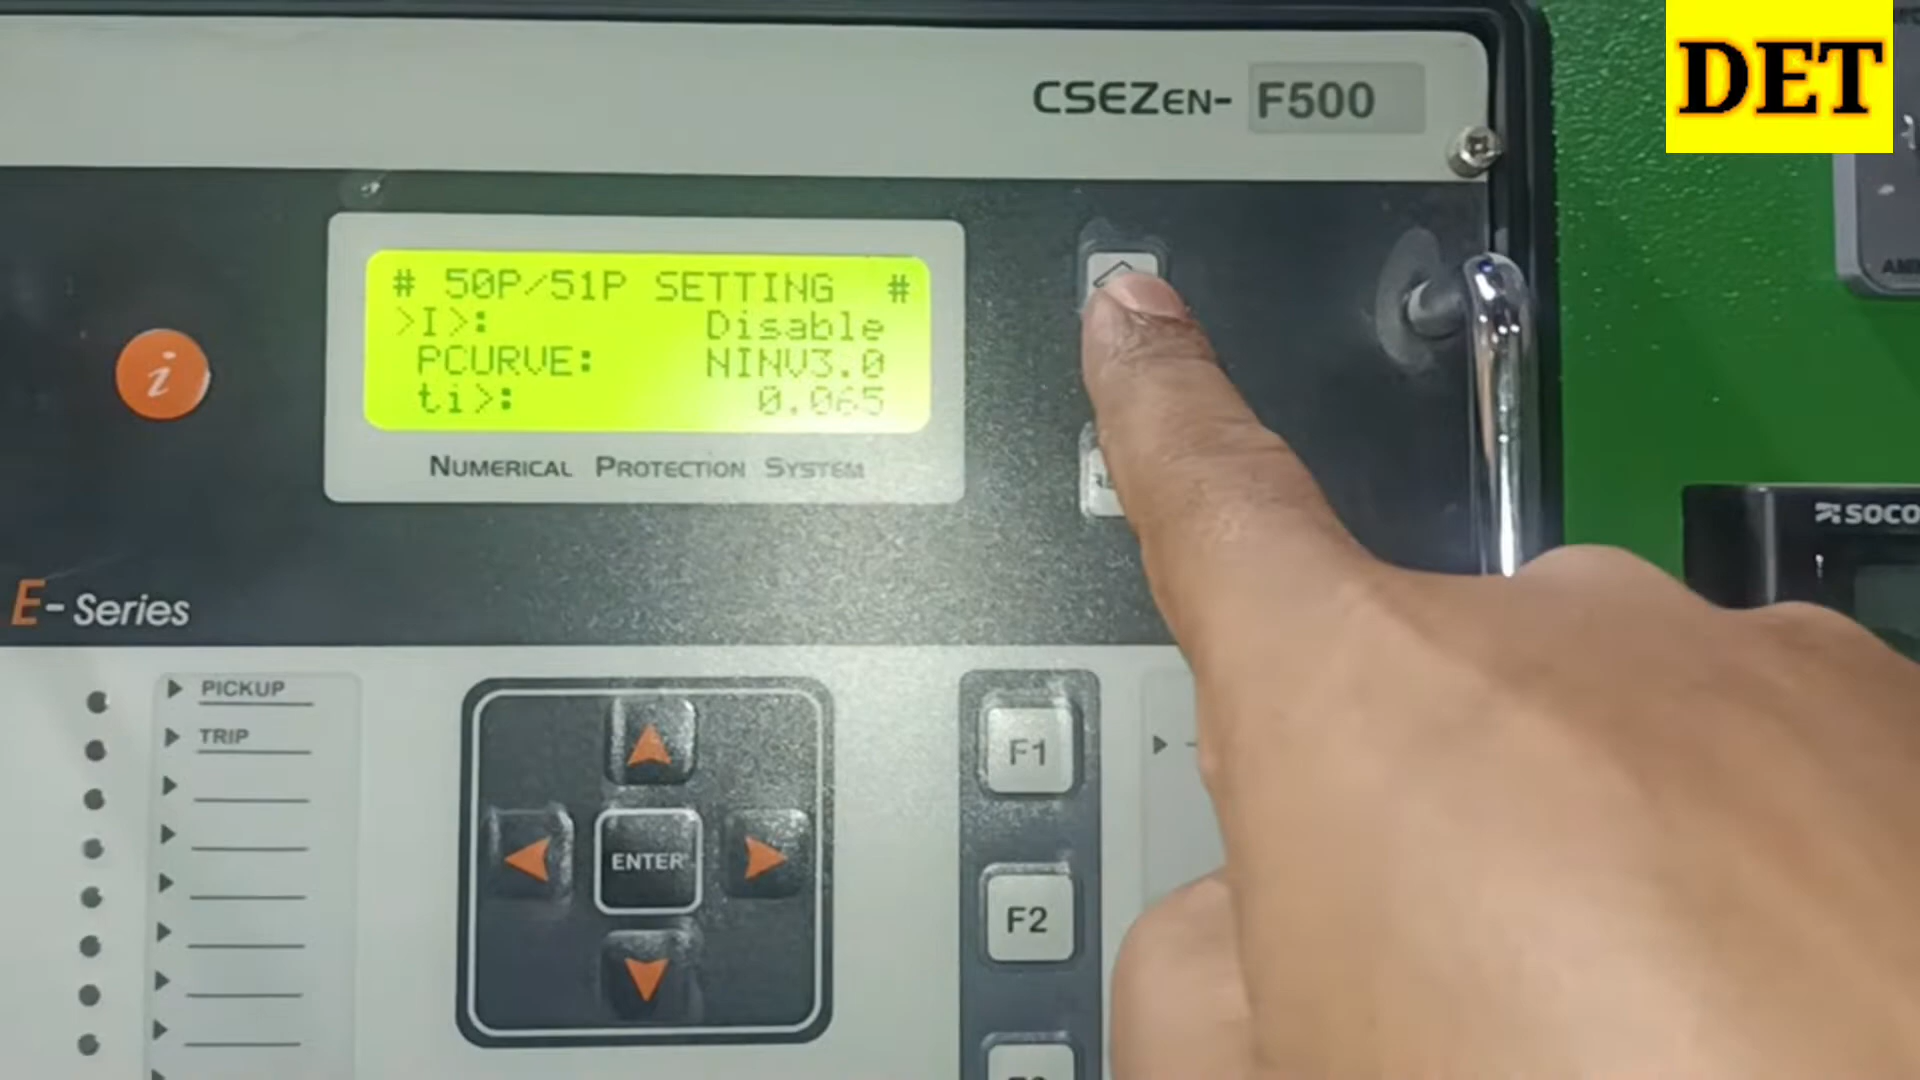 DET
CSEZEN- F500
# 50P/51P SETTING #
>I>: Disable
PCURVE: NINV3.0
ti>: 0.065
NUMERICAL PROTECTION SYSTEM
i
SOCO
E- Series
PICKUP
TRIP
ENTER
F1
F2